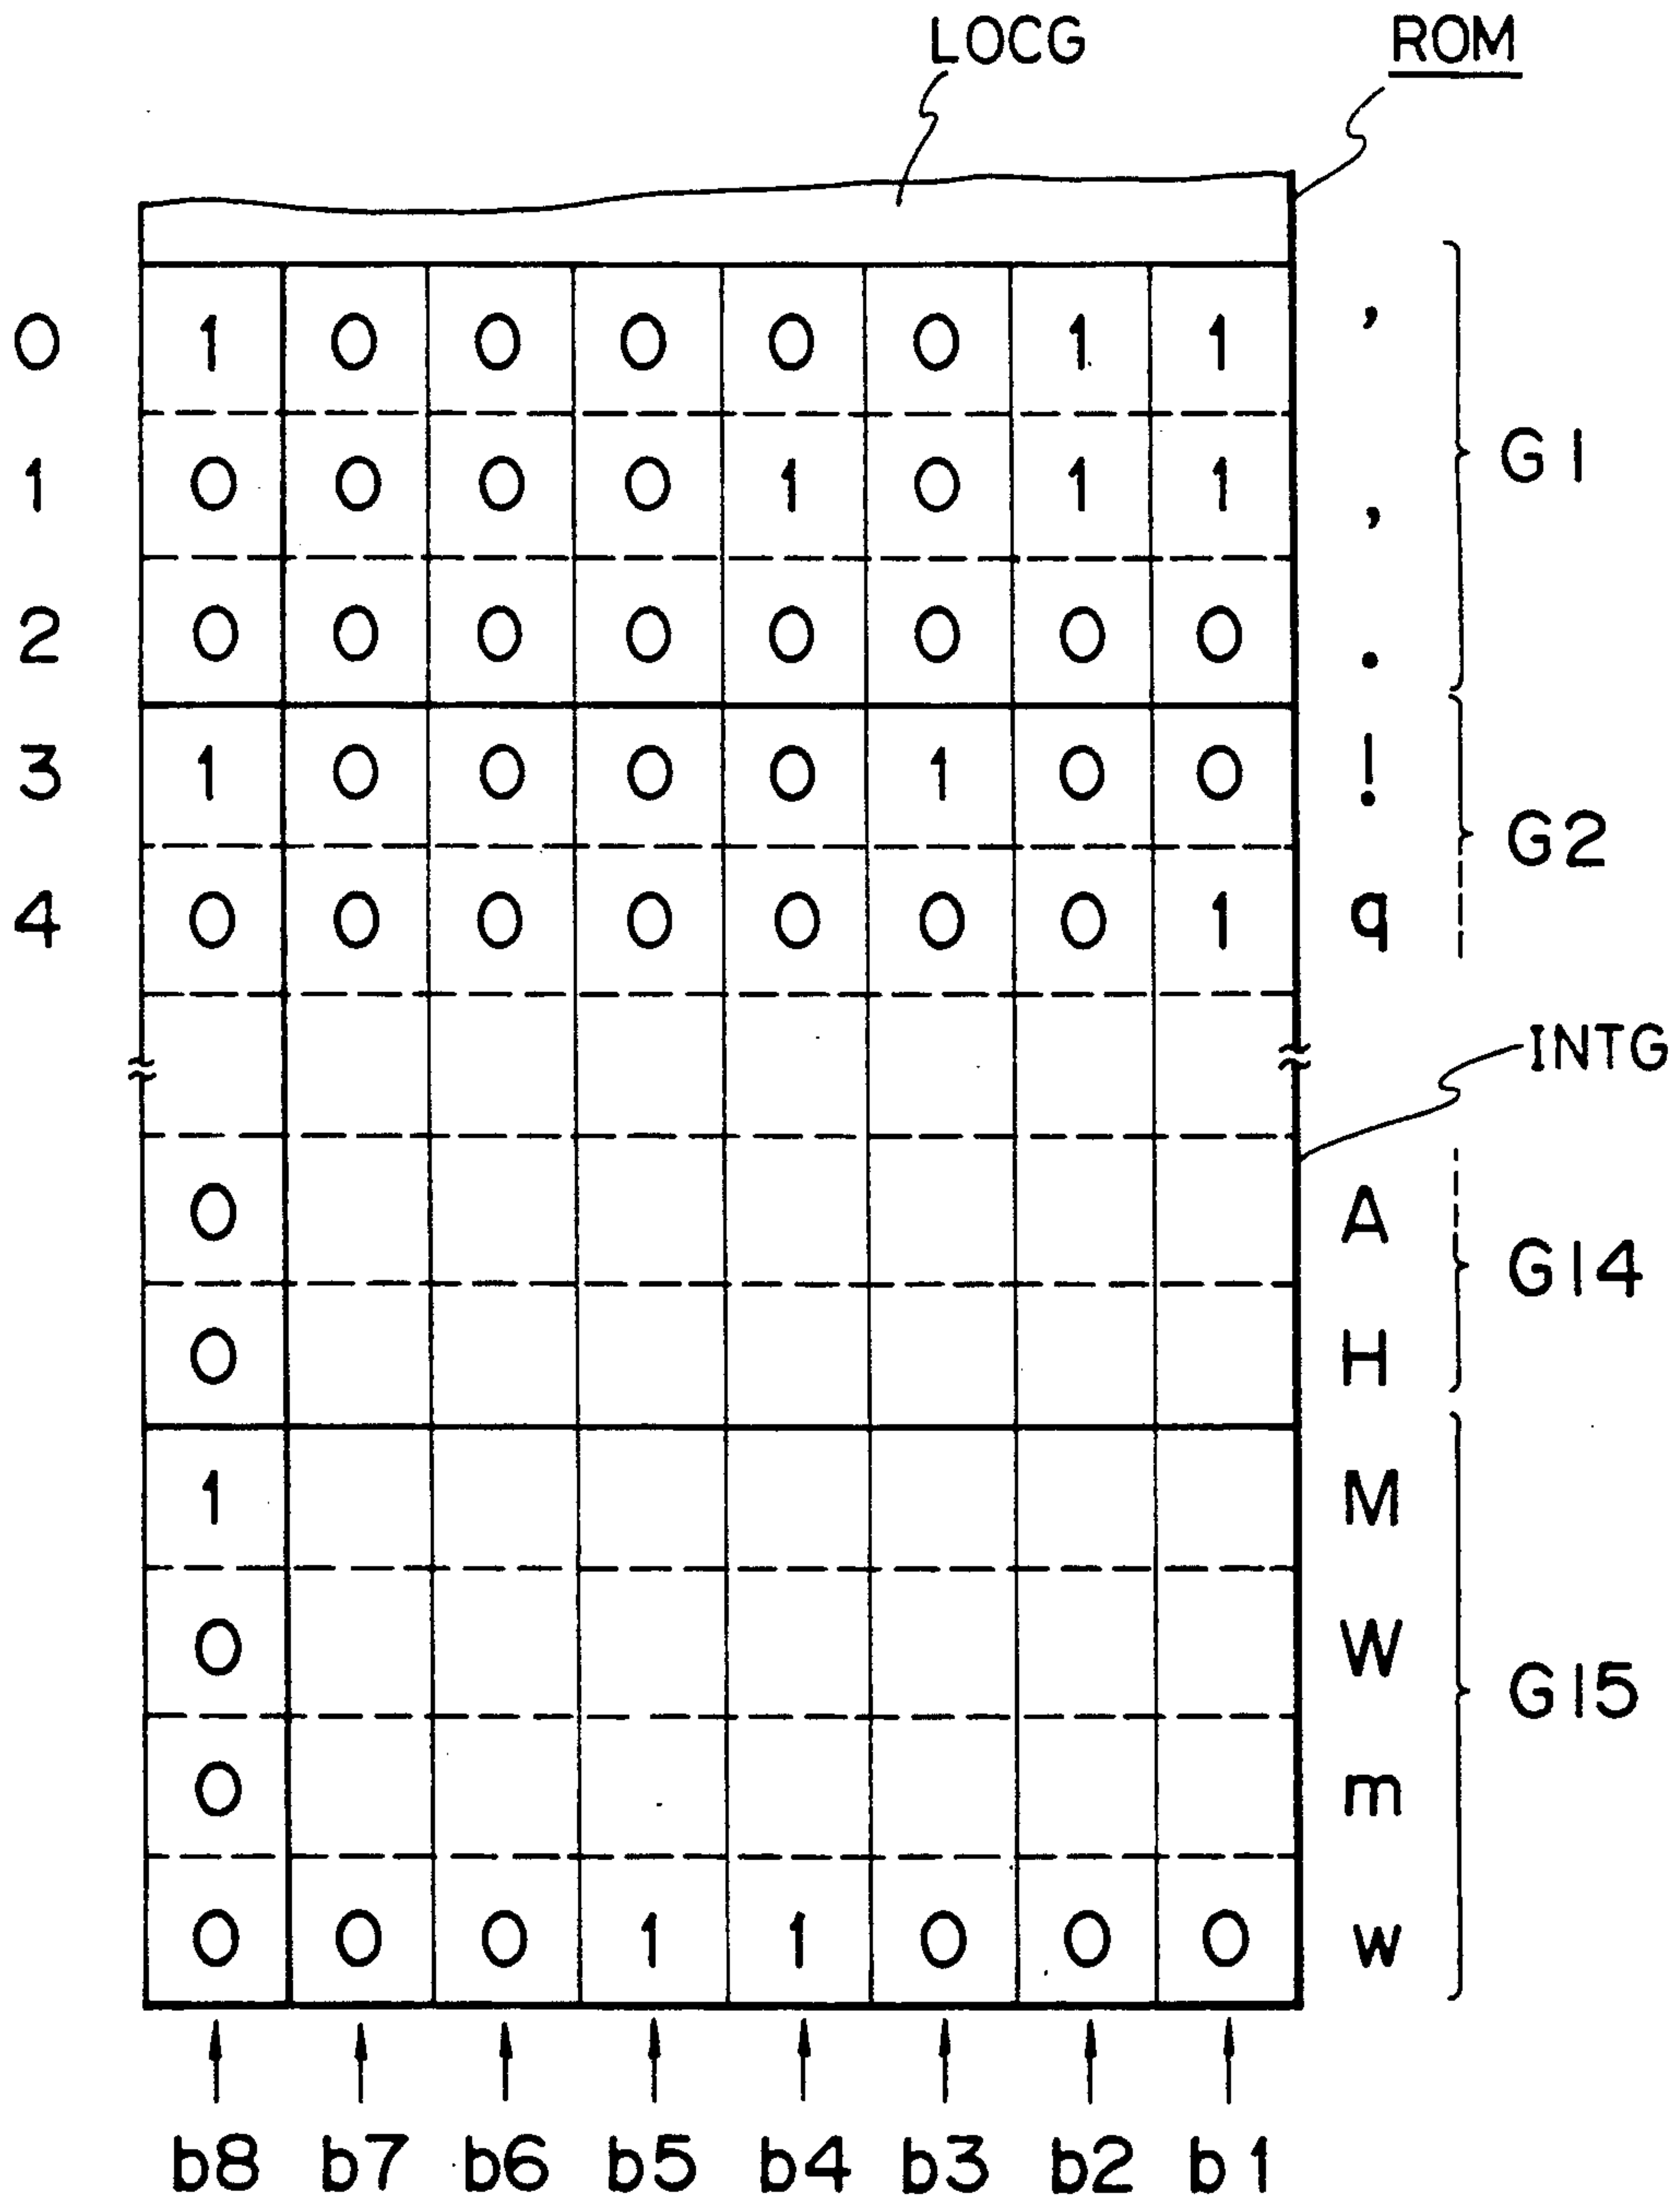 LOCG ROM
0 1 0 0 0 0 0 1 1 ’
G1
1 0 0 0 0 1 0 1 1 ,
2 0 0 0 0 0 0 0 0 .
3 1 0 0 0 0 1 0 0 !
G2
4 0 0 0 0 0 0 0 1 q
INTG
0 A
G14
0 H
1 M
0 W
G15
0 m
0 0 0 1 1 0 0 0 w
b8 b7 b6 b5 b4 b3 b2 b1